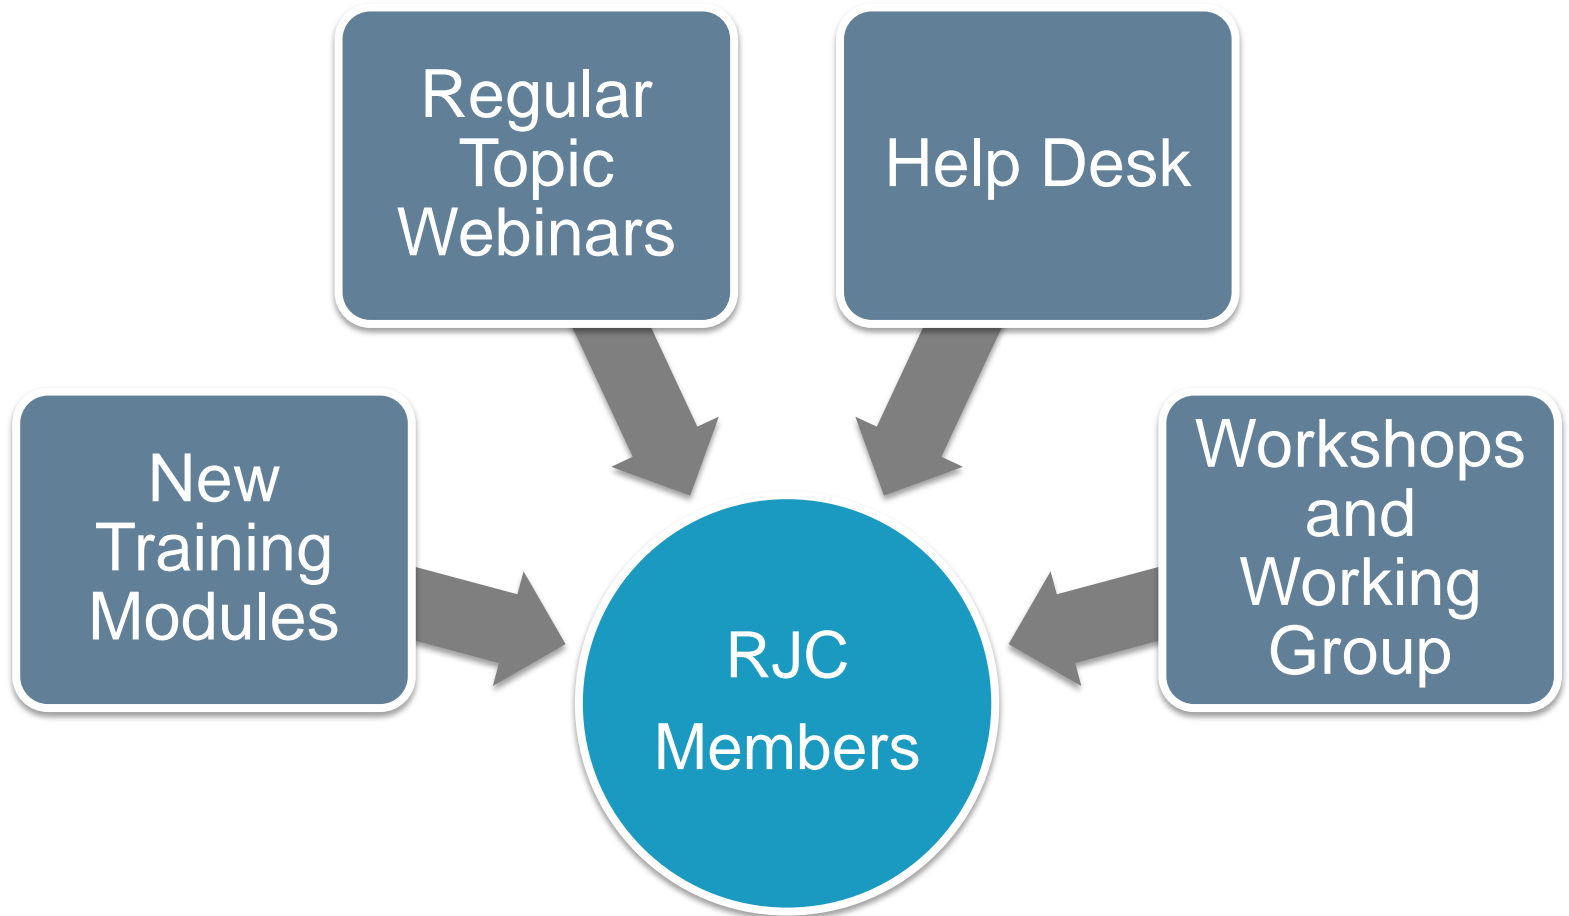 Regular
Topic
Webinars
Help Desk
New
Training
Modules
Workshops
and
Working
Group
RJC
Members